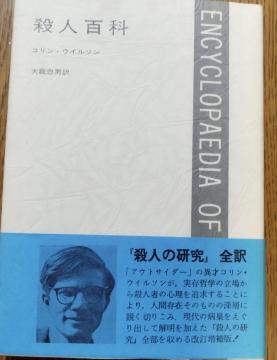 殺人百科
コリン・ウイルソン
大庭忠男訳
ENCYCLOPAEDIA OF
『殺人の研究』全訳
「アウトサイダー」の異才コリン・
ウイルソンが、実存哲学の立場か
ら殺人者の心理を追求することに
より、人間存在そのものの深層に
鋭く切りこみ、現代の病巣をえぐ
り出して解明を加えた『殺人の研
究』全部を収める改訂増補版！